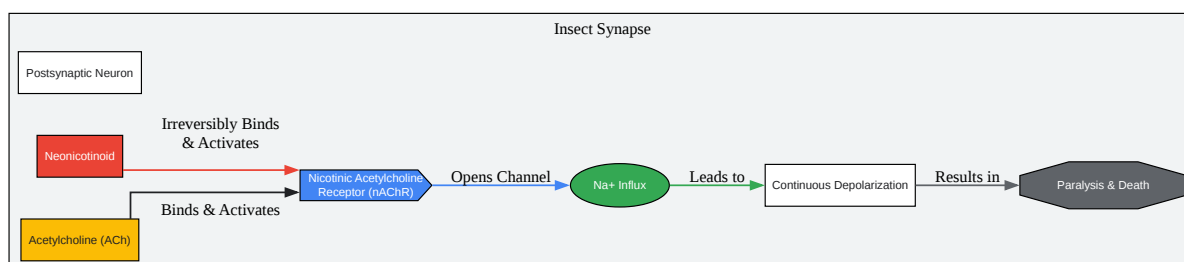 Insect Synapse
Postsynaptic Neuron
Irreversibly Binds
& Activates
Neonicotinoid
Nicotinic Acetylcholine
Receptor (nAChR)
Opens Channel
Na+ Influx
Leads to
Continuous Depolarization
Results in
Paralysis & Death
Binds & Activates
Acetylcholine (ACh)